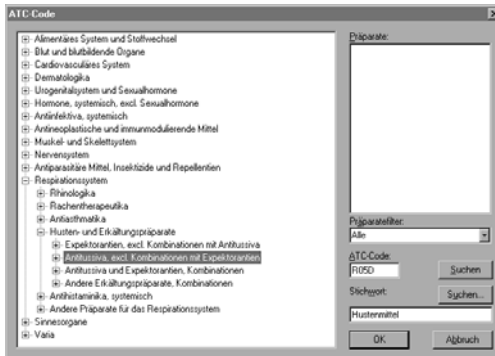 ATC-Code
Alimentäres System und Stoffwechsel
Blut und blutbildende Organe
Cardiovasculäres System
Dermatologika
Urogenitalsystem und Sexualhormone
Hormone, systemisch, excl. Sexualhormone
Antiinfektiva, systemisch
Antineoplastische und immunmodulierende Mittel
Muskel- und Skelettsystem
Nervensystem
Antiparasitäre Mittel, Insektizide und Repellentien
Respirationssystem
Rhinologika
Rachentherapeutika
Antiasthmatika
Husten- und Erkältungspräparate
Expektorantien, excl. Kombinationen mit Antitussiva
Antitussiva, excl. Kombinationen mit Expektorantien
Antitussiva und Expektorantien, Kombinationen
Andere Erkältungspräparate, Kombinationen
Antihistaminika, systemisch
Andere Präparate für das Respirationssystem
Sinnesorgane
Varia
Präparate:
Präparatefilter:
Alle
ATC-Code:
R05D
Suchen
Stichwort:
Suchen...
Hustenmittel
OK
Abbruch